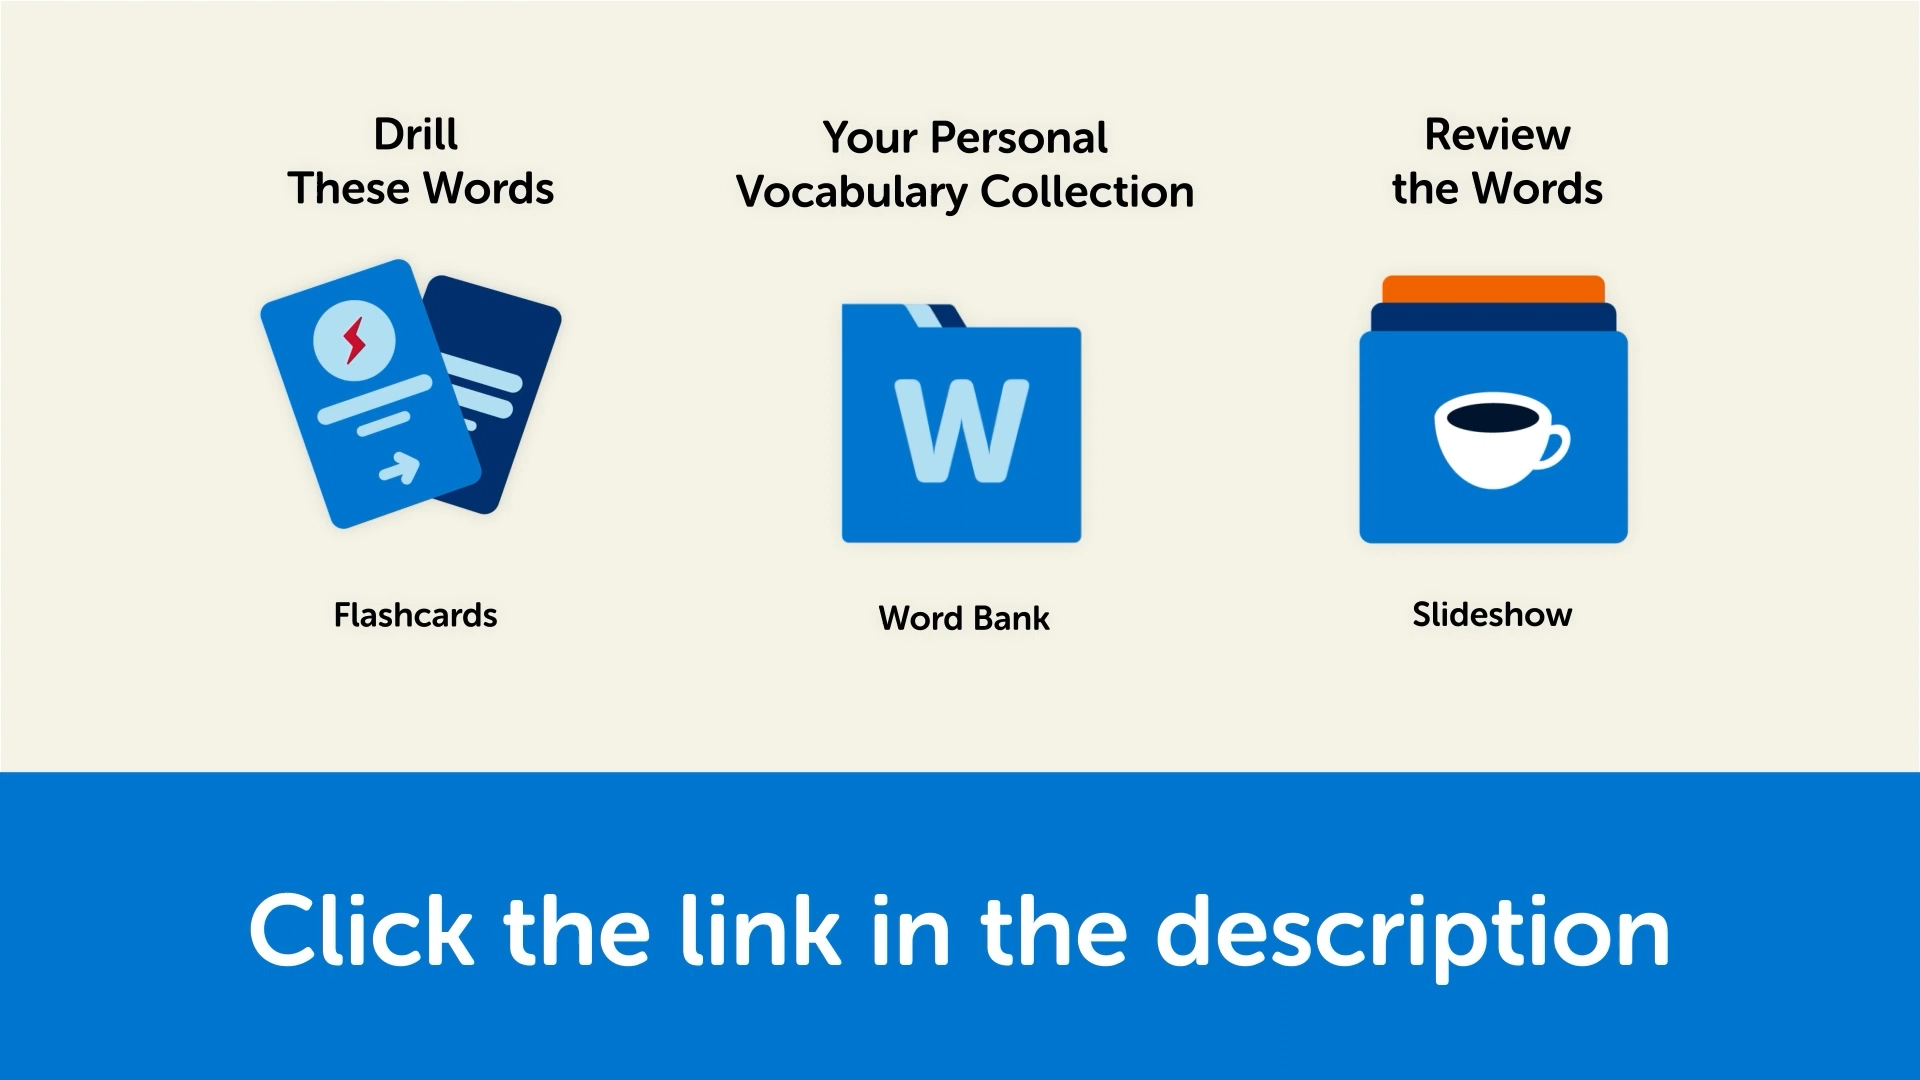 Drill
These Words
Your Personal
Vocabulary Collection
Review
the Words
W
Flashcards
Word Bank
Slideshow
Click the link in the description